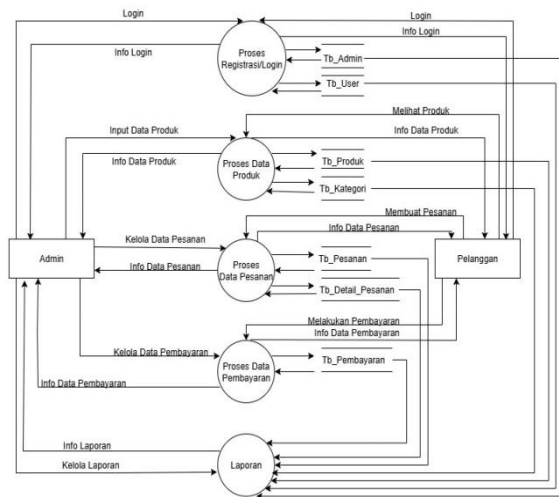 Login
Login
Info Login
Info Login
Proses
Registrasi/Login
Tb_Admin
Tb_User
Melihat Produk
Input Data Produk
Info Data Produk
Info Data Produk
Proses Data
Produk
Tb_Produk
Tb_Kategori
Membuat Pesanan
Kelola Data Pesanan
Info Data Pesanan
Admin
Info Data Pesanan
Proses
Data Pesanan
Tb_Pesanan
Pelanggan
Tb_Detail_Pesanan
Melakukan Pembayaran
Info Data Pembayaran
Kelola Data Pembayaran
Proses Data
Pembayaran
Tb_Pembayaran
Info Data Pembayaran
Info Laporan
Laporan
Kelola Laporan